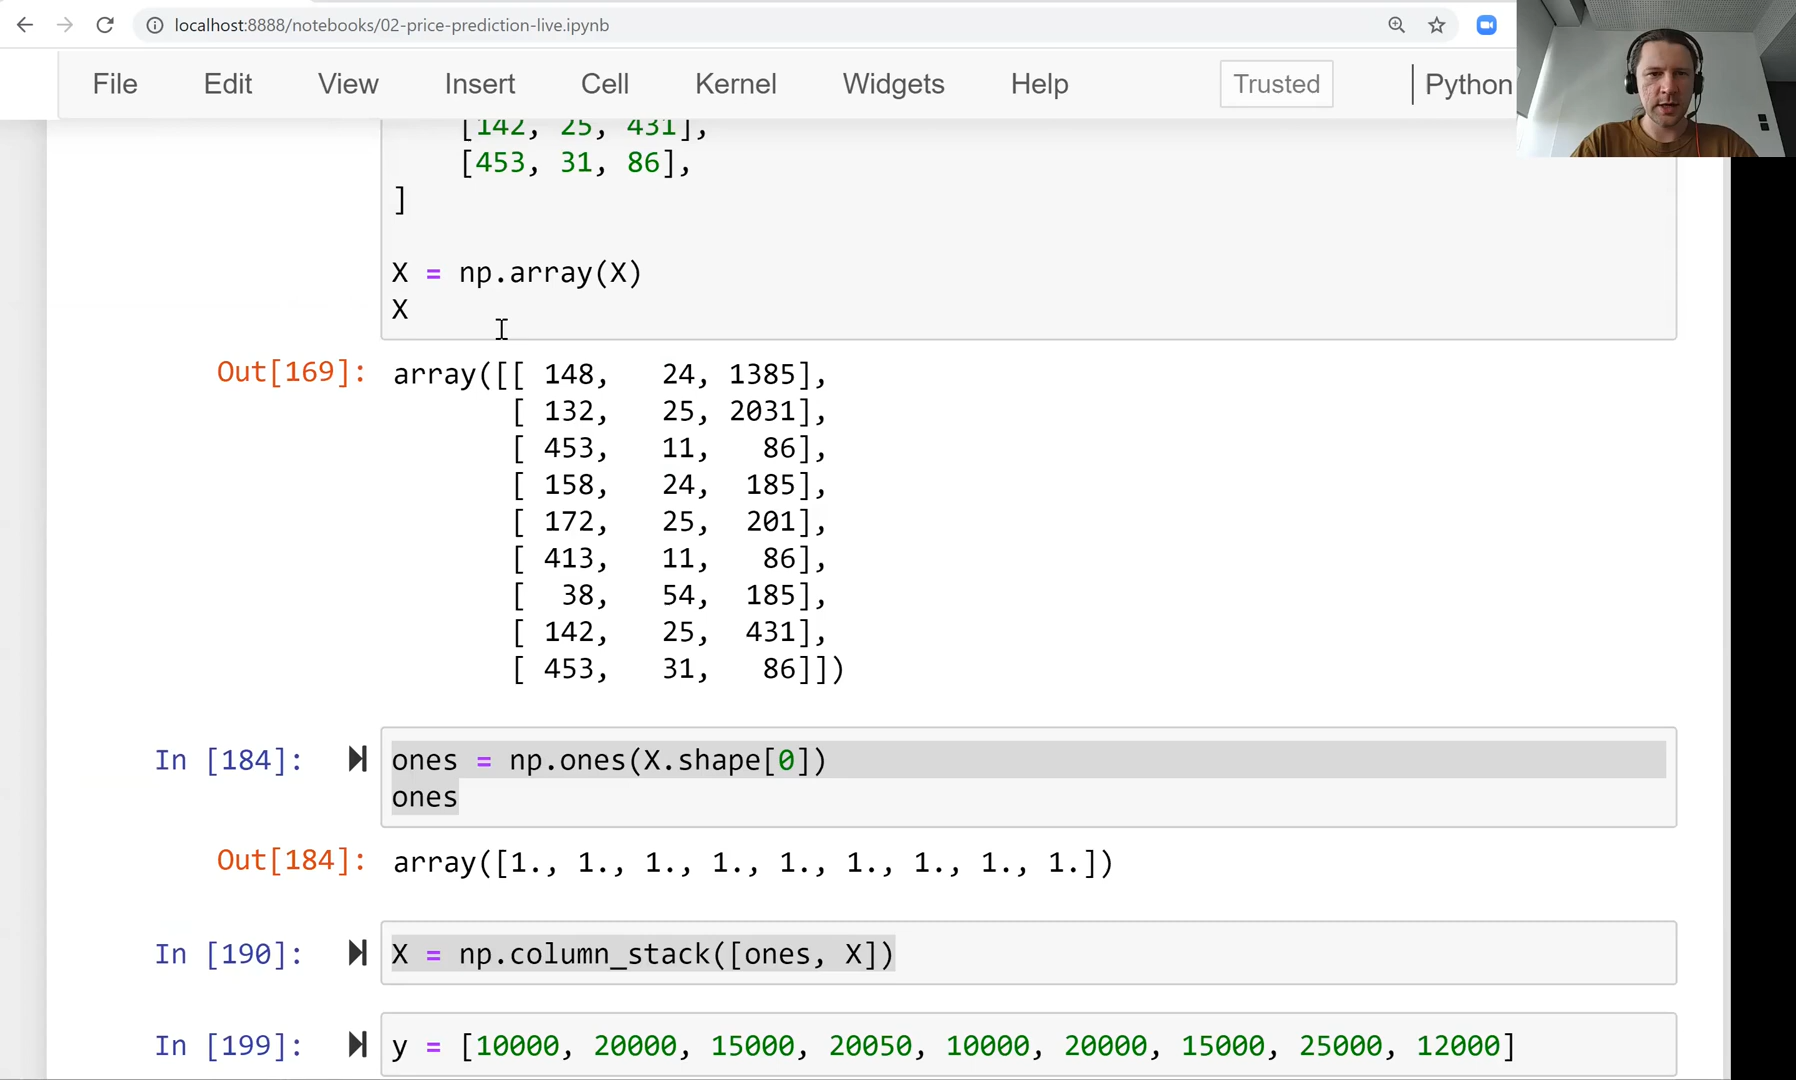 localhost:8888/notebooks/02-price-prediction-live.ipynb
File Edit View Insert Cell Kernel Widgets Help Trusted Python
[142, 25, 431],
[453, 31, 86],
]
X = np.array(X)
X
Out[169]: array([[ 148, 24, 1385],
[ 132, 25, 2031],
[ 453, 11, 86],
[ 158, 24, 185],
[ 172, 25, 201],
[ 413, 11, 86],
[ 38, 54, 185],
[ 142, 25, 431],
[ 453, 31, 86]])
In [184]: ones = np.ones(X.shape[0])
ones
Out[184]: array([1., 1., 1., 1., 1., 1., 1., 1., 1.])
In [190]: X = np.column_stack([ones, X])
In [199]: y = [10000, 20000, 15000, 20050, 10000, 20000, 15000, 25000, 12000]